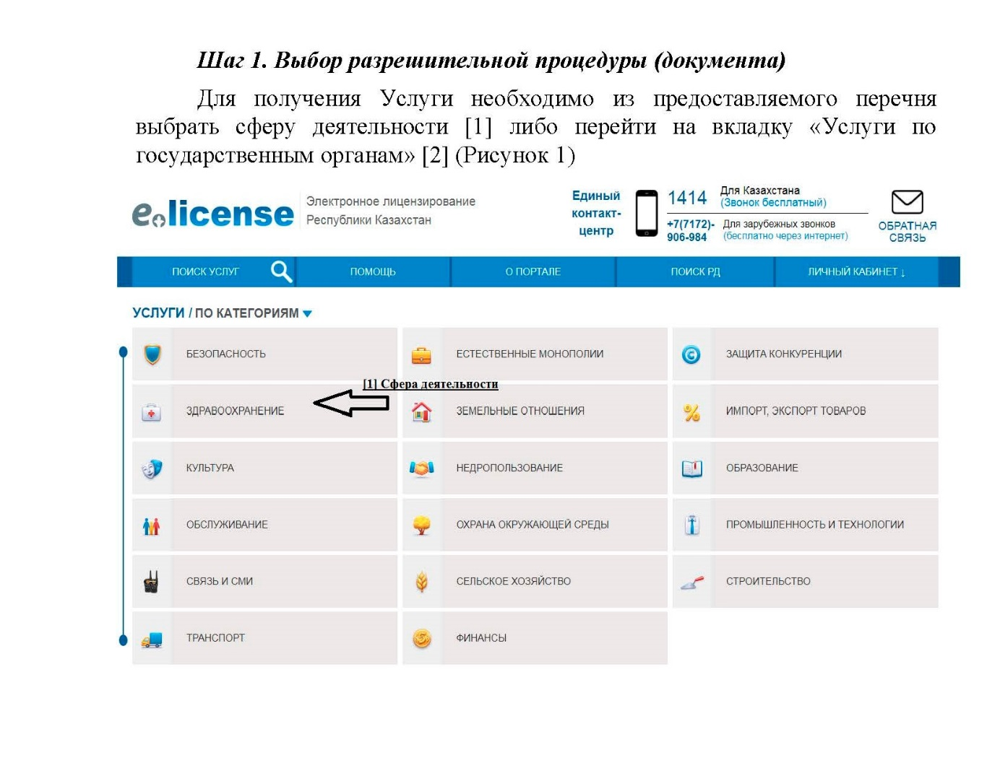 Шаг 1. Выбор разрешительной процедуры (документа)
Для получения Услуги необходимо из предоставляемого перечня
выбрать сферу деятельности [1] либо перейти на вкладку «Услуги по
государственным органам» [2] (Рисунок 1)
e.license
Электронное лицензирование
Республики Казахстан
Единый
контакт-
центр
1414
Для Казахстана
(Звонок бесплатный)
+7(7172)-
906-984
Для зарубежных звонков
(бесплатно через интернет)
ОБРАТНАЯ
СВЯЗЬ
ПОИСК УСЛУГ
ПОМОЩЬ
О ПОРТАЛЕ
ПОИСК РД
ЛИЧНЫЙ КАБИНЕТ ↓
УСЛУГИ / ПО КАТЕГОРИЯМ
БЕЗОПАСНОСТЬ
ЕСТЕСТВЕННЫЕ МОНОПОЛИИ
ЗАЩИТА КОНКУРЕНЦИИ
[1] Сфера деятельности
ЗДРАВООХРАНЕНИЕ
ЗЕМЕЛЬНЫЕ ОТНОШЕНИЯ
ИМПОРТ, ЭКСПОРТ ТОВАРОВ
КУЛЬТУРА
НЕДРОПОЛЬЗОВАНИЕ
ОБРАЗОВАНИЕ
ОБСЛУЖИВАНИЕ
ОХРАНА ОКРУЖАЮЩЕЙ СРЕДЫ
ПРОМЫШЛЕННОСТЬ И ТЕХНОЛОГИИ
СВЯЗЬ И СМИ
СЕЛЬСКОЕ ХОЗЯЙСТВО
СТРОИТЕЛЬСТВО
ТРАНСПОРТ
ФИНАНСЫ